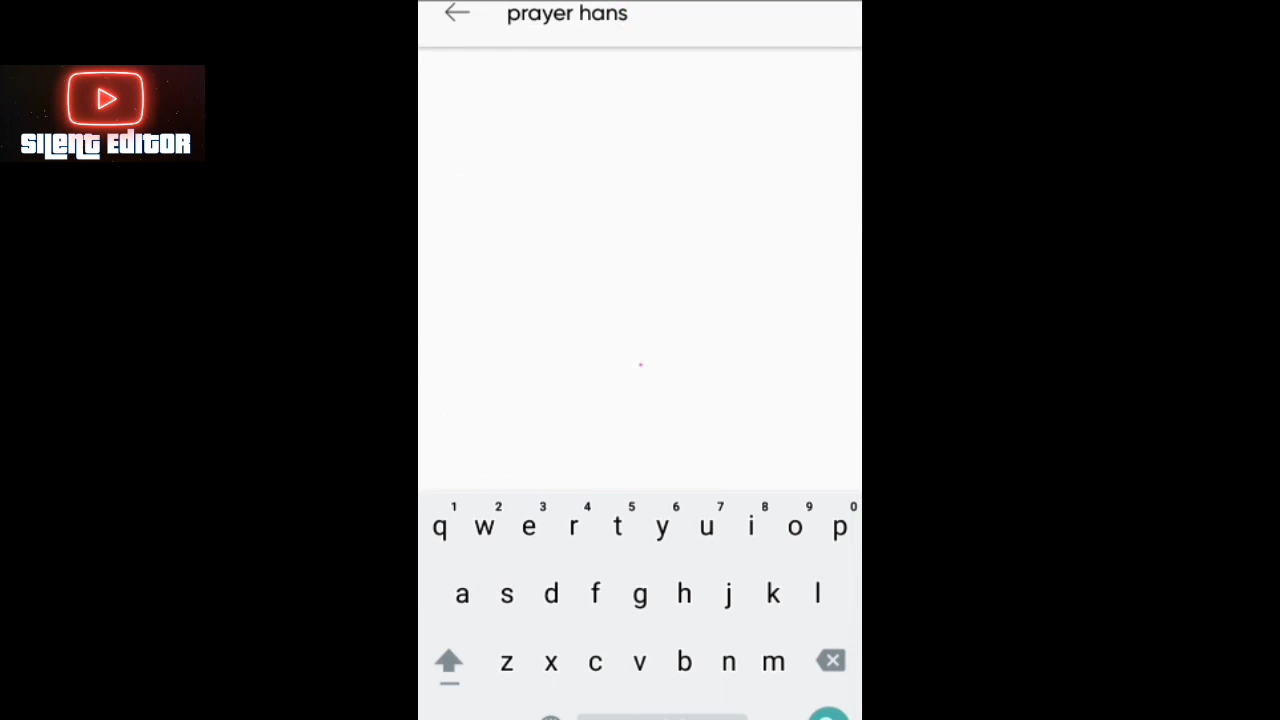 prayer hans
SILENT EDITOR
1 2 3 4 5 6 7 8 9 0
q w e r t y u i o p
a s d f g h j k l
z x c v b n m